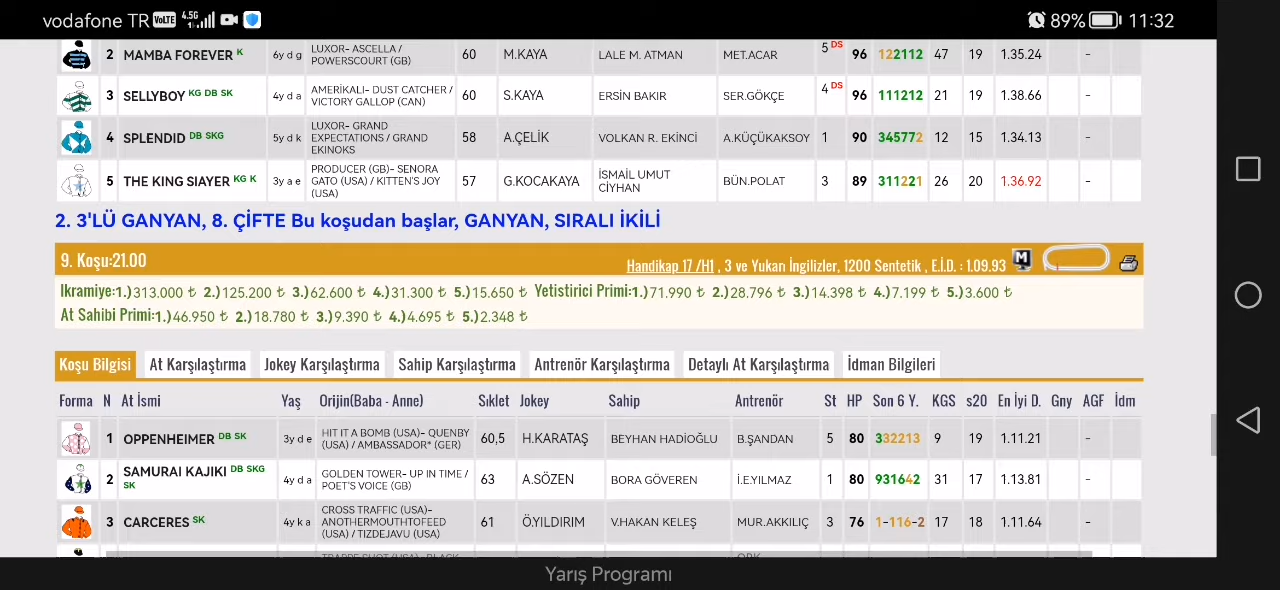 vodafone TR VoLTE 4.5G 89% 11:32
2 MAMBA FOREVER K 6y d g LUXOR- ASCELLA / POWERSCOURT (GB) 60 M.KAYA LALE M. ATMAN MET.ACAR 5 DS 96 122112 47 19 1.35.24 -
3 SELLYBOY KG DB SK 4y d a AMERİKALI- DUST CATCHER / VICTORY GALLOP (CAN) 60 S.KAYA ERSİN BAKIR SER.GÖKÇE 4 DS 96 111212 21 19 1.38.66 -
4 SPLENDID DB SKG 5y d k LUXOR- GRAND EXPECTATIONS / GRAND EKINOKS 58 A.ÇELİK VOLKAN R. EKİNCİ A.KÜÇÜKAKSOY 1 90 345772 12 15 1.34.13 -
5 THE KING SIAYER KG K 3y a e PRODUCER (GB)- SENORA GATO (USA) / KITTEN'S JOY (USA) 57 G.KOCAKAYA İSMAİL UMUT CİYHAN BÜN.POLAT 3 89 311221 26 20 1.36.92 -
2. 3'LÜ GANYAN, 8. ÇİFTE Bu koşudan başlar, GANYAN, SIRALI İKİLİ
9. Koşu:21.00 Handikap 17 /H1 , 3 ve Yukarı İngilizler, 1200 Sentetik , E.İ.D. : 1.09.93 M
Ikramiye:1.)313.000 ₺ 2.)125.200 ₺ 3.)62.600 ₺ 4.)31.300 ₺ 5.)15.650 ₺ Yetistirici Primi:1.)71.990 ₺ 2.)28.796 ₺ 3.)14.398 ₺ 4.)7.199 ₺ 5.)3.600 ₺
At Sahibi Primi:1.)46.950 ₺ 2.)18.780 ₺ 3.)9.390 ₺ 4.)4.695 ₺ 5.)2.348 ₺
Koşu Bilgisi At Karşılaştırma Jokey Karşılaştırma Sahip Karşılaştırma Antrenör Karşılaştırma Detaylı At Karşılaştırma İdman Bilgileri
Forma N At İsmi Yaş Orijin(Baba - Anne) Sıklet Jokey Sahip Antrenör St HP Son 6 Y. KGS s20 En İyi D. Gny AGF İdm
1 OPPENHEIMER DB SK 3y d e HIT IT A BOMB (USA)- QUENBY (USA) / AMBASSADOR* (GER) 60,5 H.KARATAŞ BEYHAN HADİOĞLU B.ŞANDAN 5 80 332213 9 19 1.11.21 -
2 SAMURAI KAJIKI DB SKG SK 4y d a GOLDEN TOWER- UP IN TIME / POET'S VOICE (GB) 63 A.SÖZEN BORA GÖVEREN İ.E.YILMAZ 1 80 931642 31 17 1.13.81 -
3 CARCERES SK 4y k a CROSS TRAFFIC (USA)- ANOTHERMOUTHTOFEED (USA) / TIZDEJAVU (USA) 61 Ö.YILDIRIM V.HAKAN KELEŞ MUR.AKKILIÇ 3 76 1-116-2 17 18 1.11.64 -
Yarış Programı